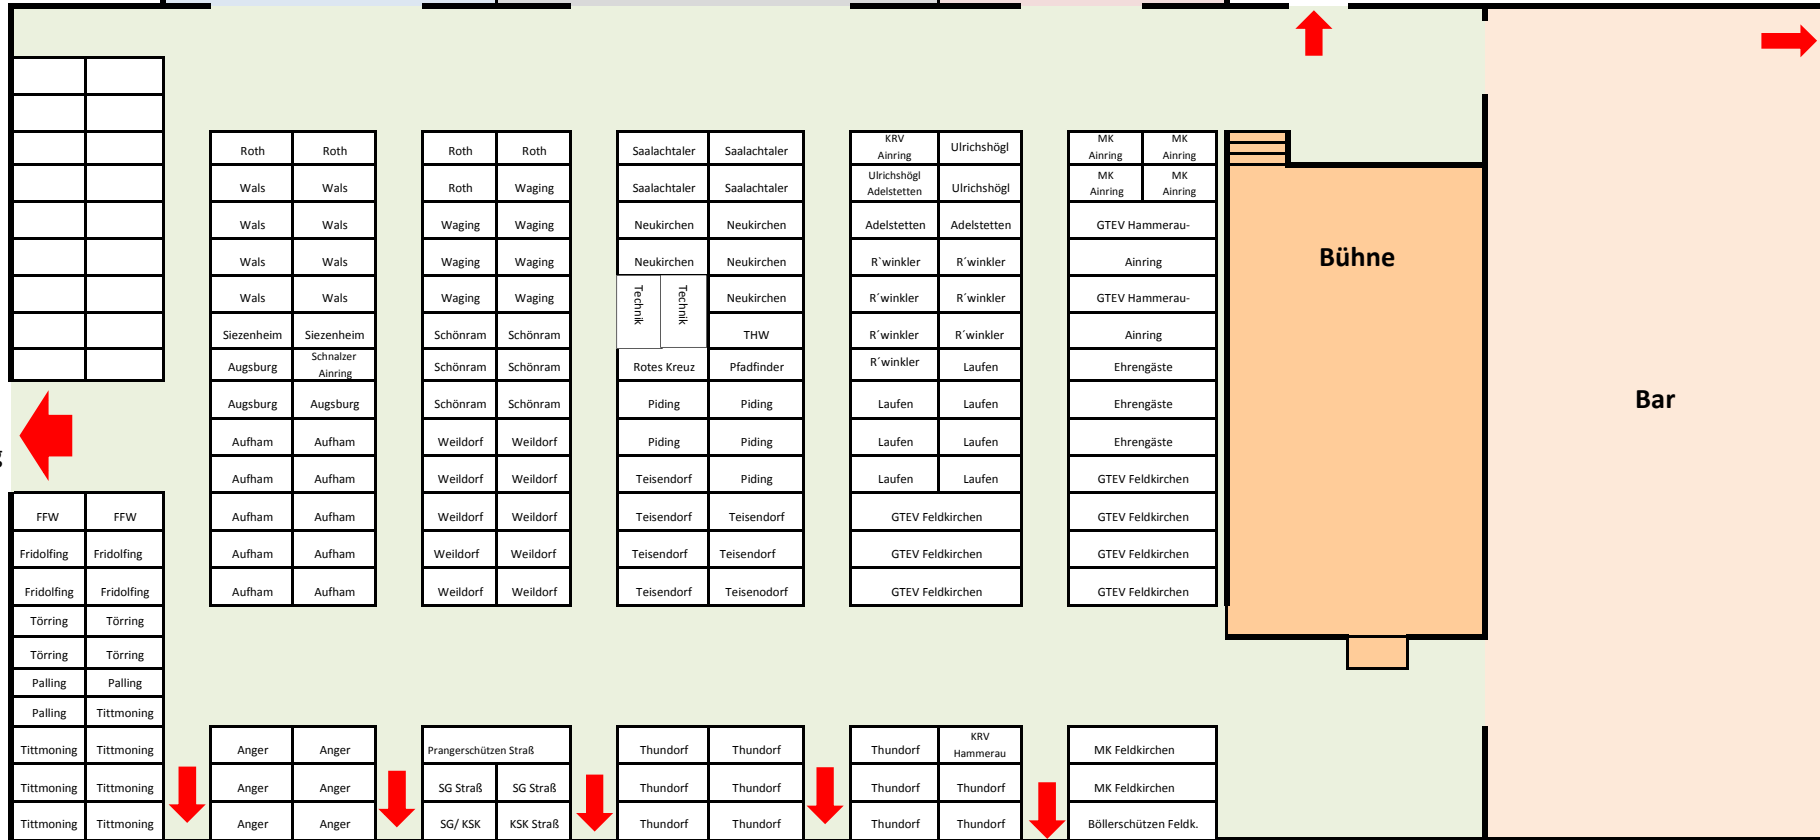 Roth Roth Roth Roth Saalachtaler Saalachtaler KRV Ainring Ulrichshögl MK Ainring MK Ainring
Wals Wals Roth Waging Saalachtaler Saalachtaler Ulrichshögl Adelstetten Ulrichshögl MK Ainring MK Ainring
Wals Wals Waging Waging Neukirchen Neukirchen Adelstetten Adelstetten GTEV Hammerau-
Wals Wals Waging Waging Neukirchen Neukirchen R`winkler R´winkler Ainring
Bühne
Wals Wals Waging Waging Technik Technik Neukirchen R´winkler R´winkler GTEV Hammerau-
Siezenheim Siezenheim Schönram Schönram THW R´winkler R´winkler Ainring
Augsburg Schnalzer Ainring Schönram Schönram Rotes Kreuz Pfadfinder R´winkler Laufen Ehrengäste
Augsburg Augsburg Schönram Schönram Piding Piding Laufen Laufen Ehrengäste
Bar
Aufham Aufham Weildorf Weildorf Piding Piding Laufen Laufen Ehrengäste
g
Aufham Aufham Weildorf Weildorf Teisendorf Piding Laufen Laufen GTEV Feldkirchen
FFW FFW Aufham Aufham Weildorf Weildorf Teisendorf Teisendorf GTEV Feldkirchen GTEV Feldkirchen
Fridolfing Fridolfing Aufham Aufham Weildorf Weildorf Teisendorf Teisendorf GTEV Feldkirchen GTEV Feldkirchen
Fridolfing Fridolfing Aufham Aufham Weildorf Weildorf Teisendorf Teisenodorf GTEV Feldkirchen GTEV Feldkirchen
Törring Törring
Törring Törring
Palling Palling
Palling Tittmoning
Tittmoning Tittmoning Anger Anger Prangerschützen Straß Thundorf Thundorf Thundorf KRV Hammerau MK Feldkirchen
Tittmoning Tittmoning Anger Anger SG Straß SG Straß Thundorf Thundorf Thundorf Thundorf MK Feldkirchen
Tittmoning Tittmoning Anger Anger SG/ KSK KSK Straß Thundorf Thundorf Thundorf Thundorf Böllerschützen Feldk.